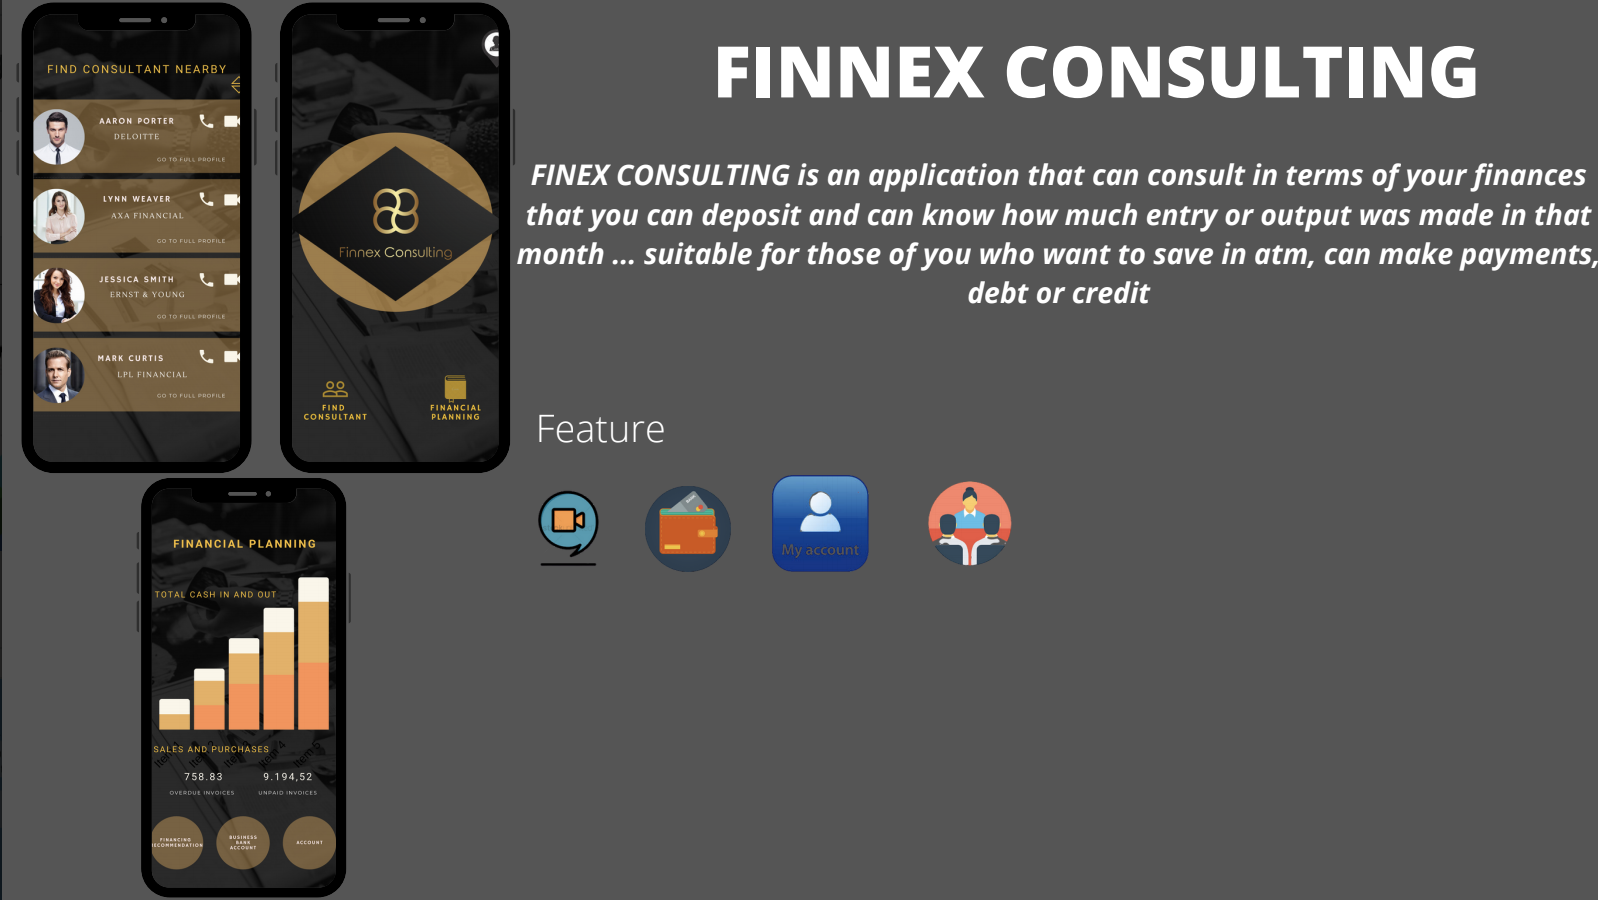 FIND CONSULTANT NEARBY
AARON PORTER
DELOITTE
GO TO FULL PROFILE
LYNN WEAVER
AXA FINANCIAL
GO TO FULL PROFILE
JESSICA SMITH
ERNST & YOUNG
GO TO FULL PROFILE
MARK CURTIS
LPL FINANCIAL
GO TO FULL PROFILE
Finnex Consulting
FIND
CONSULTANT
FINANCIAL
PLANNING
FINNEX CONSULTING
FINEX CONSULTING is an application that can consult in terms of your finances
that you can deposit and can know how much entry or output was made in that
month ... suitable for those of you who want to save in atm, can make payments,
debt or credit
Feature
My account
FINANCIAL PLANNING
TOTAL CASH IN AND OUT
SALES AND PURCHASES
758.83 9.194,52
OVERDUE INVOICES UNPAID INVOICES
FINANCING
ECOMMENDATION
BUSINESS
BANK
ACCOUNT
ACCOUNT